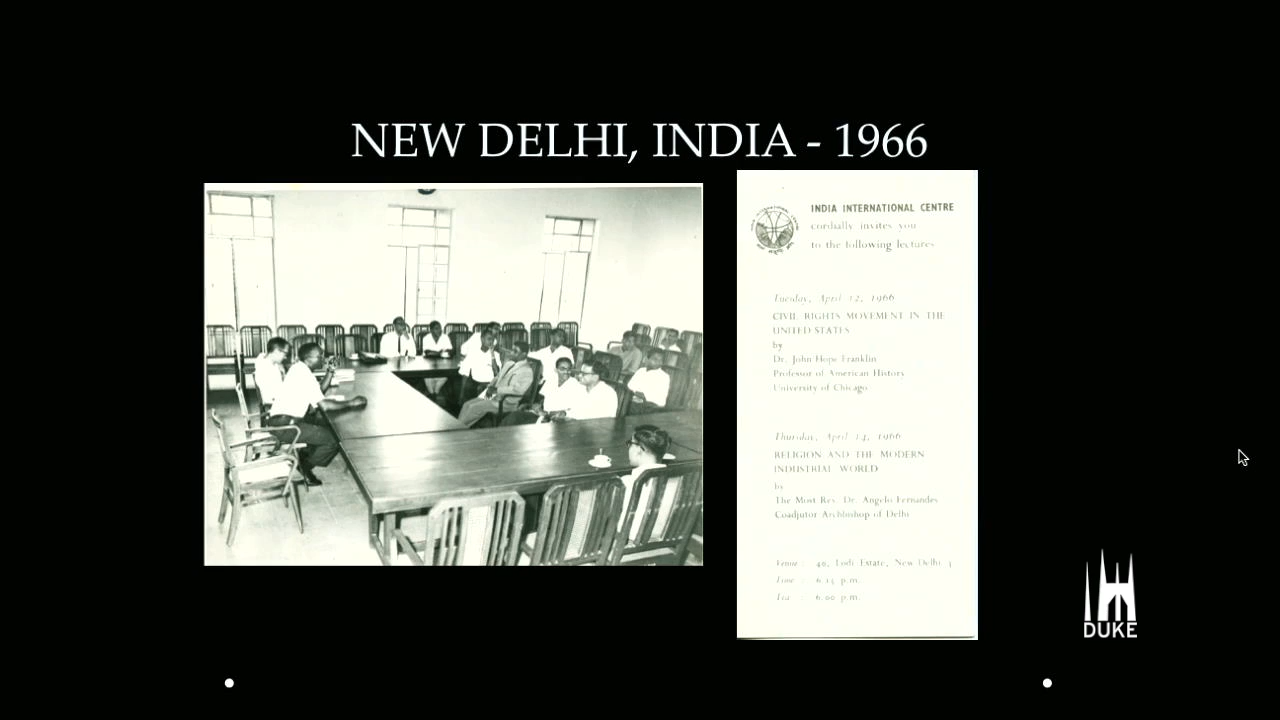 NEW DELHI, INDIA - 1966
INDIA INTERNATIONAL CENTRE
cordially invites you
to the following lectures
Tuesday, April 12, 1966
CIVIL RIGHTS MOVEMENT IN THE
UNITED STATES
by
Dr. John Hope Franklin
Professor of American History
University of Chicago
Thursday, April 14, 1966
RELIGION AND THE MODERN
INDUSTRIAL WORLD
by
The Most Rev. Dr. Angelo Fernandes
Coadjutor Archbishop of Delhi
Venue : 40, Lodi Estate, New Delhi 3
Time : 6.15 p.m.
Tea : 6.00 p.m.
DUKE